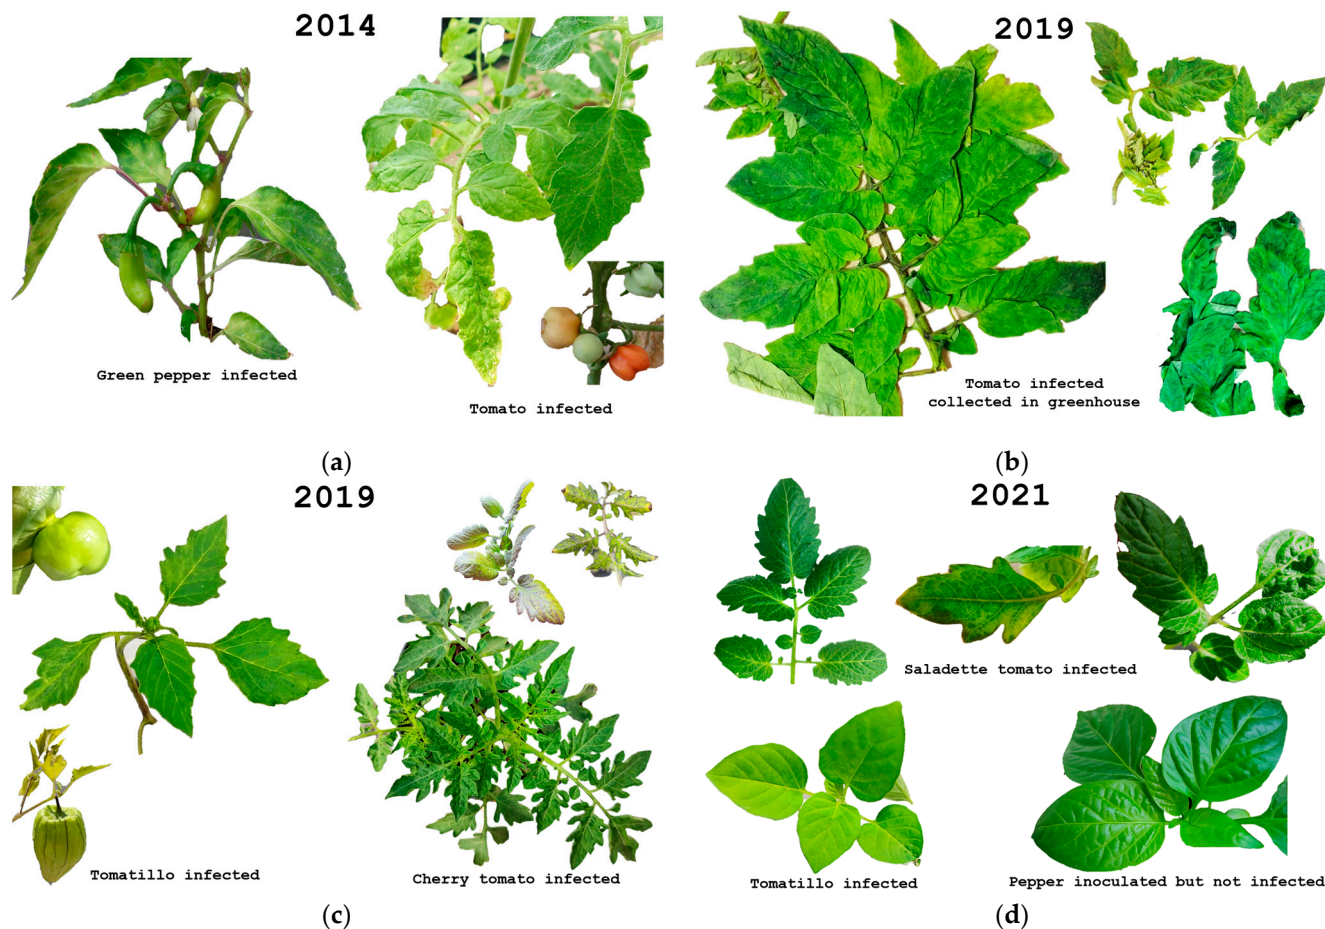 2014
Green pepper infected
Tomato infected
(a)
2019
Tomato infected
collected in greenhouse
(b)
2019
Tomatillo infected
Cherry tomato infected
(c)
2021
Saladette tomato infected
Tomatillo infected
Pepper inoculated but not infected
(d)